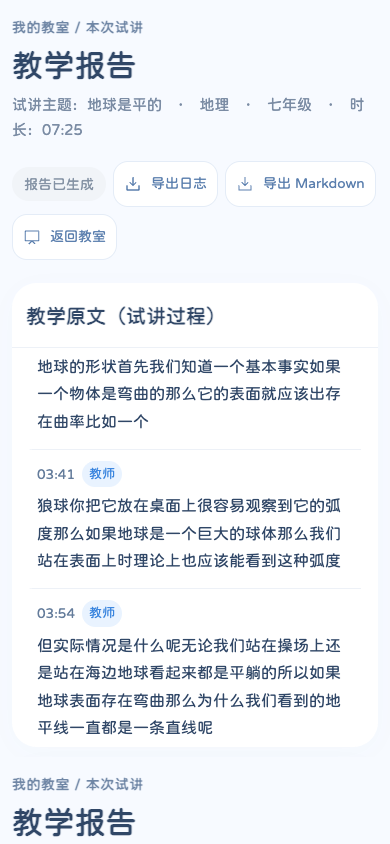 我的教室 / 本次试讲
教学报告
试讲主题：地球是平的 · 地理 · 七年级 · 时
长：07:25
报告已生成
导出日志
导出 Markdown
返回教室
教学原文（试讲过程）
地球的形状首先我们知道一个基本事实如果
一个物体是弯曲的那么它的表面就应该出存
在曲率比如一个
03:41 教师
狼球你把它放在桌面上很容易观察到它的弧
度那么如果地球是一个巨大的球体那么我们
站在表面上时理论上也应该能看到这种弧度
03:54 教师
但实际情况是什么呢无论我们站在操场上还
是站在海边地球看起来都是平躺的所以如果
地球表面存在弯曲那么为什么我们看到的地
平线一直都是一条直线呢
我的教室 / 本次试讲
教学报告